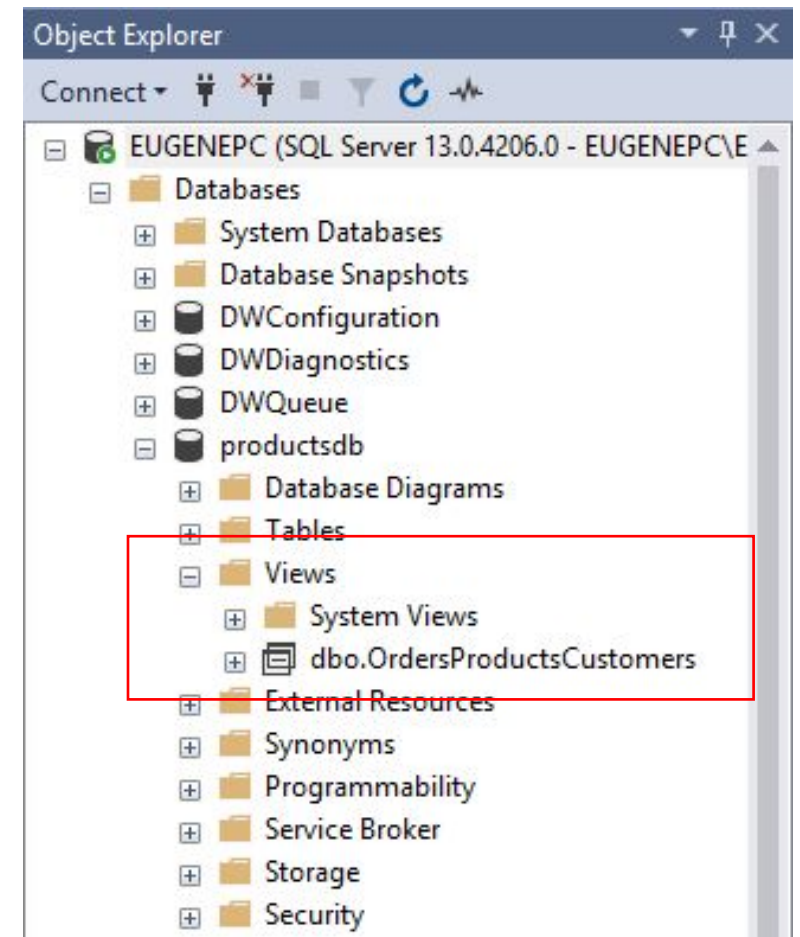 Object Explorer
Connect
EUGENEPC (SQL Server 13.0.4206.0 - EUGENEPC\E
Databases
System Databases
Database Snapshots
DWConfiguration
DWDiagnostics
DWQueue
productsdb
Database Diagrams
Tables
Views
System Views
dbo.OrdersProductsCustomers
External Resources
Synonyms
Programmability
Service Broker
Storage
Security